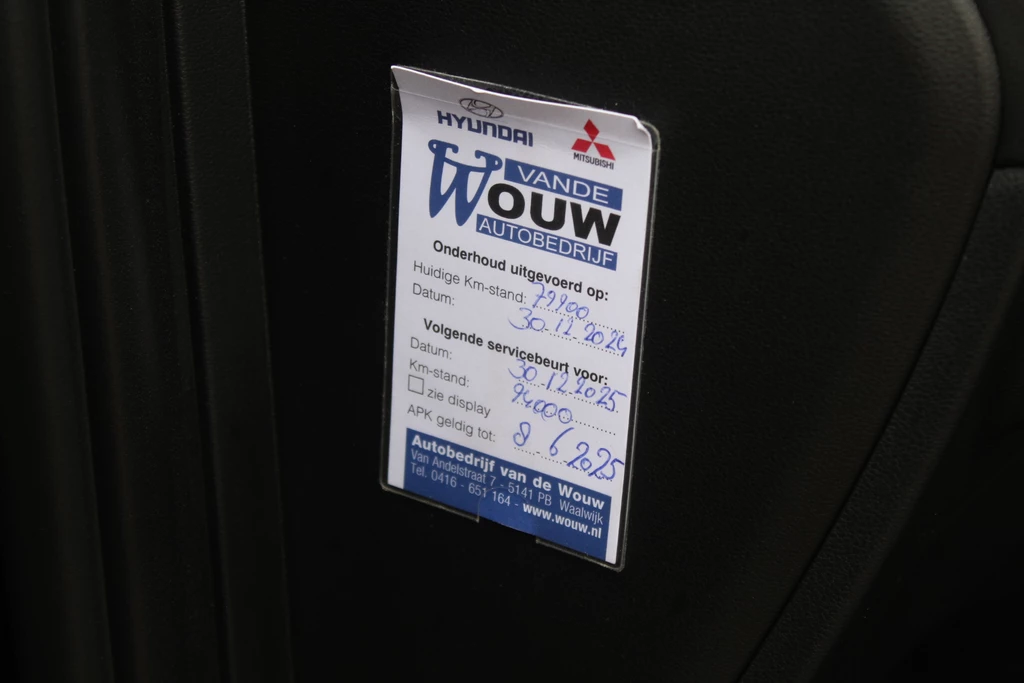 HYUNDAI
MITSUBISHI
VANDE
WOUW
AUTOBEDRIJF
Onderhoud uitgevoerd op:
Huidige Km-stand: 79900
Datum: 30-12-2024
Volgende servicebeurt voor:
Datum: 30-12-2025
Km-stand: 94000
zie display
APK geldig tot: 8-6-2025
Autobedrijf van de Wouw
Van Andelstraat 7 - 5141 PB Waalwijk
Tel. 0416 - 651 164 - www.wouw.nl